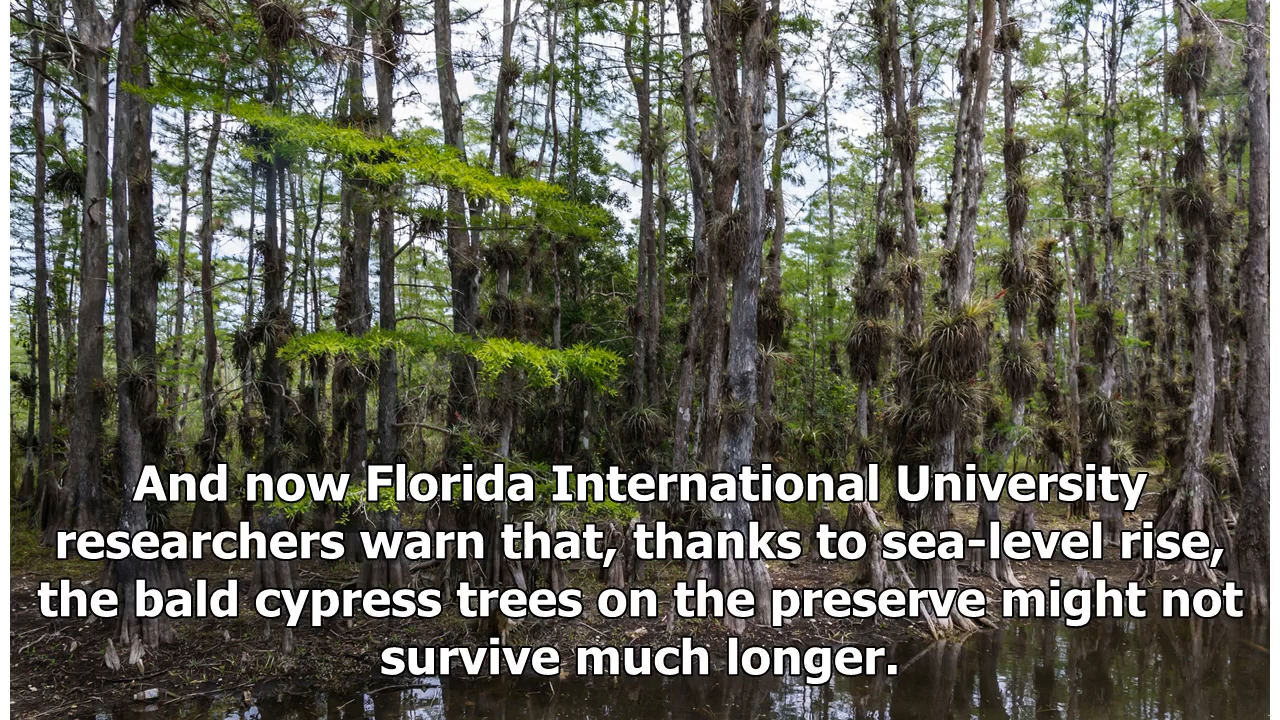 And now Florida International University
researchers warn that, thanks to sea-level rise,
the bald cypress trees on the preserve might not
survive much longer.